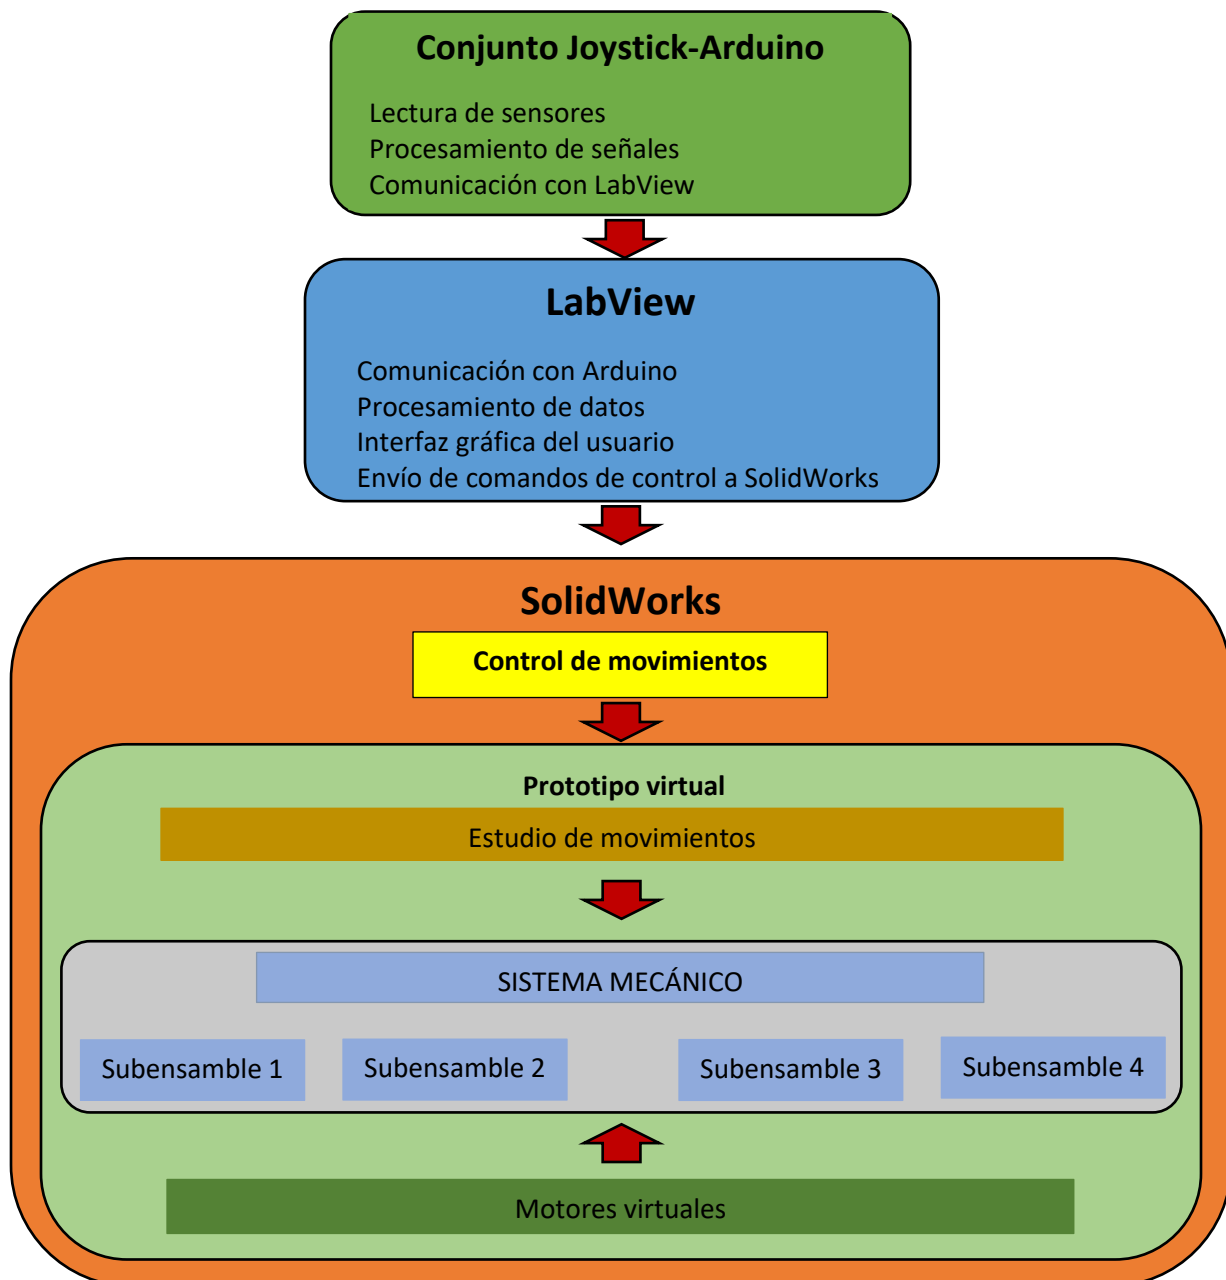 Conjunto Joystick-Arduino
Lectura de sensores
Procesamiento de señales
Comunicación con LabView
LabView
Comunicación con Arduino
Procesamiento de datos
Interfaz gráfica del usuario
Envío de comandos de control a SolidWorks
SolidWorks
Control de movimientos
Prototipo virtual
Estudio de movimientos
SISTEMA MECÁNICO
Subensamble 1
Subensamble 2
Subensamble 3
Subensamble 4
Motores virtuales